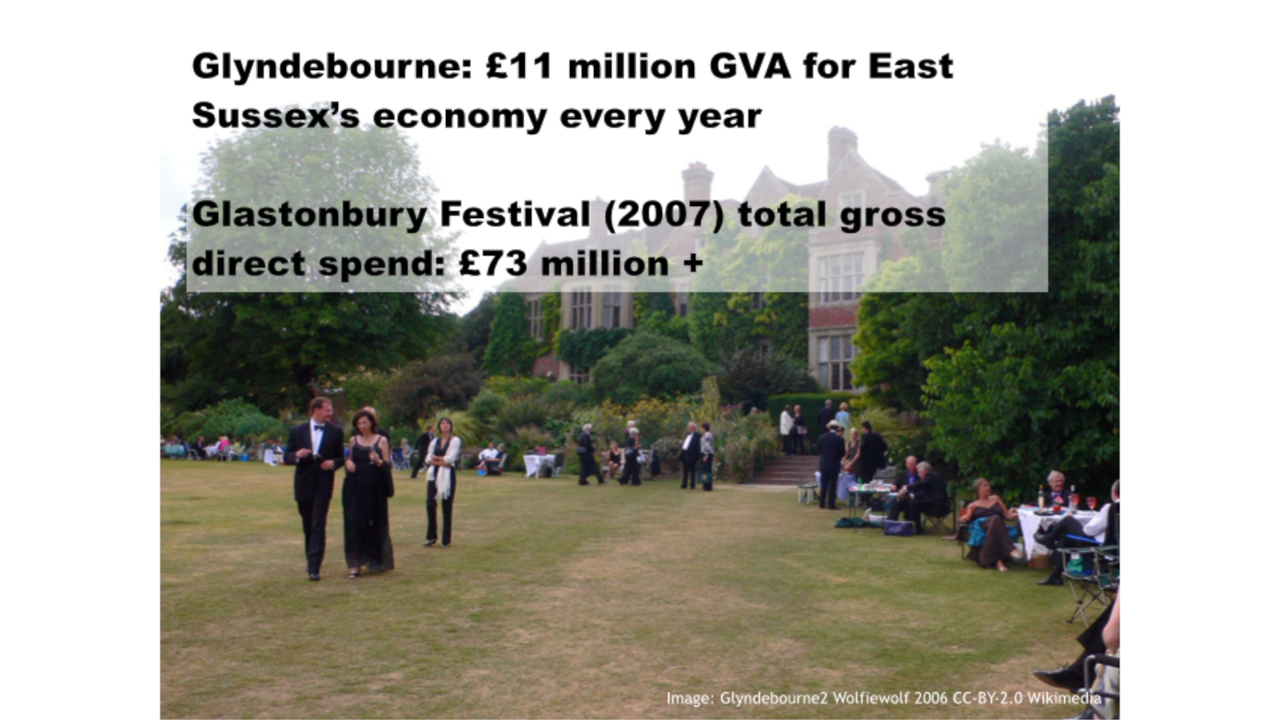 Glyndebourne: £11 million GVA for East
Sussex’s economy every year
Glastonbury Festival (2007) total gross
direct spend: £73 million +
Image: Glyndebourne2 Wolfiewolf 2006 CC-BY-2.0 Wikimedia